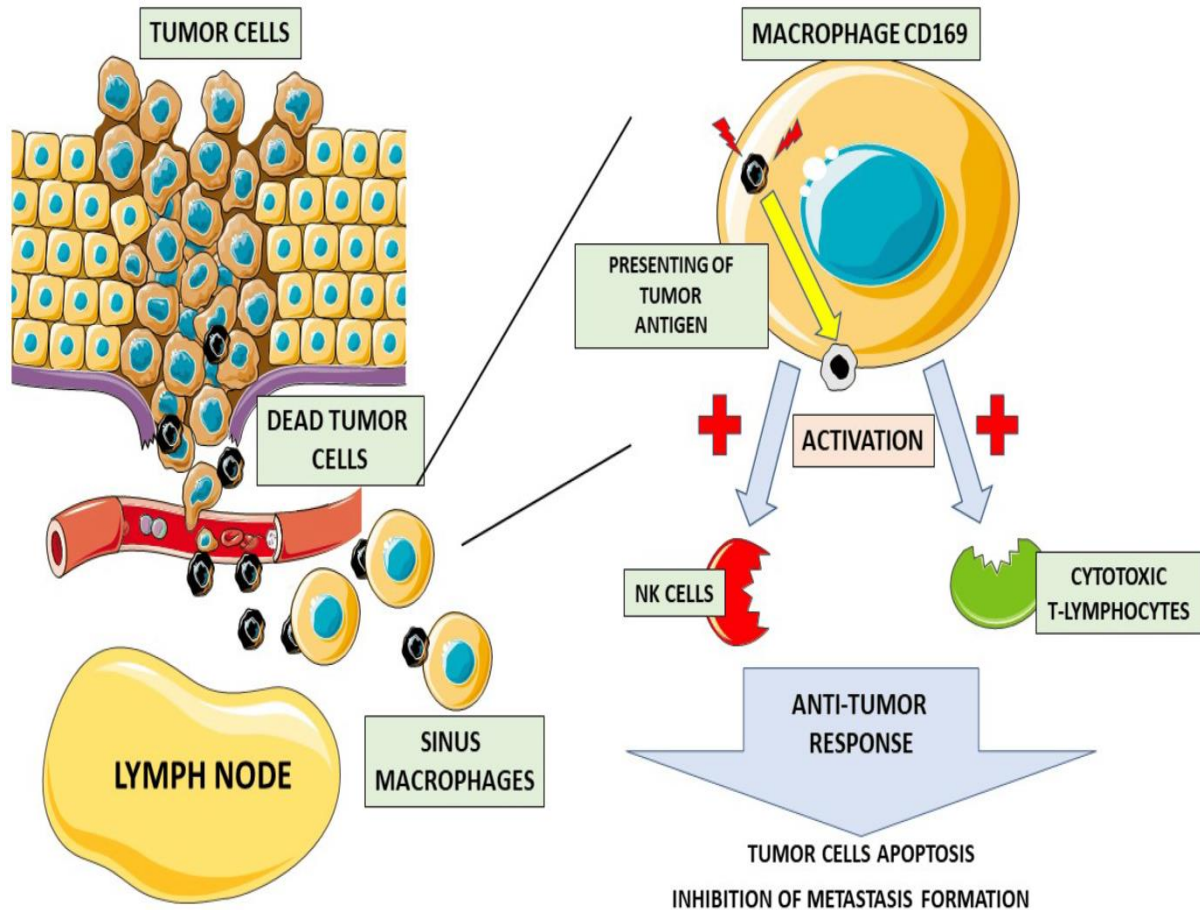 TUMOR CELLS
DEAD TUMOR
CELLS
SINUS
MACROPHAGES
LYMPH NODE
MACROPHAGE CD169
PRESENTING OF
TUMOR
ANTIGEN
ACTIVATION
NK CELLS
CYTOTOXIC
T-LYMPHOCYTES
ANTI-TUMOR
RESPONSE
TUMOR CELLS APOPTOSIS
INHIBITION OF METASTASIS FORMATION